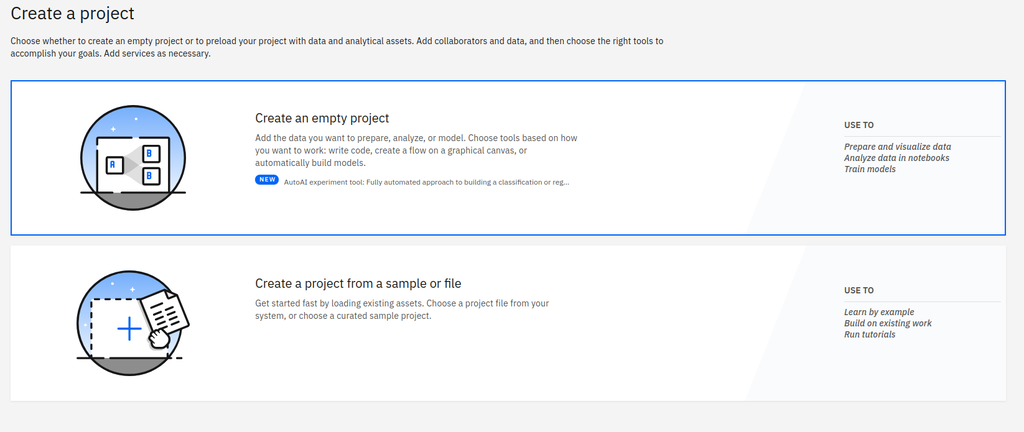 Create a project
Choose whether to create an empty project or to preload your project with data and analytical assets. Add collaborators and data, and then choose the right tools to
accomplish your goals. Add services as necessary.
Create an empty project
Add the data you want to prepare, analyze, or model. Choose tools based on how
you want to work: write code, create a flow on a graphical canvas, or
automatically build models.
NEW AutoAI experiment tool: Fully automated approach to building a classification or reg...
A
B
B
USE TO
Prepare and visualize data
Analyze data in notebooks
Train models
Create a project from a sample or file
Get started fast by loading existing assets. Choose a project file from your
system, or choose a curated sample project.
USE TO
Learn by example
Build on existing work
Run tutorials